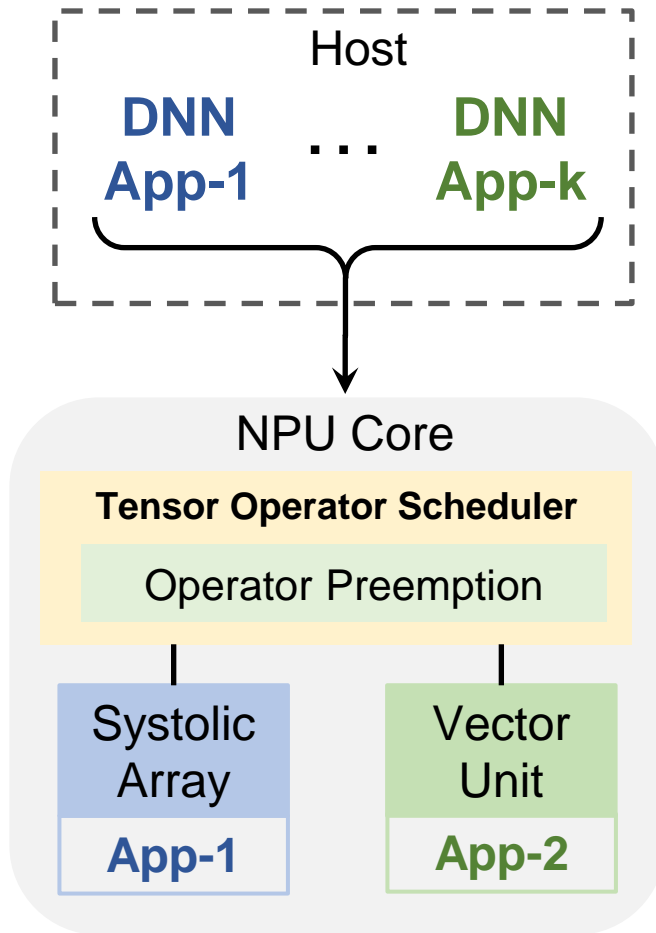 Host
DNN ... DNN
App-1 App-k
NPU Core
Tensor Operator Scheduler
Operator Preemption
Systolic Vector
Array Unit
App-1 App-2